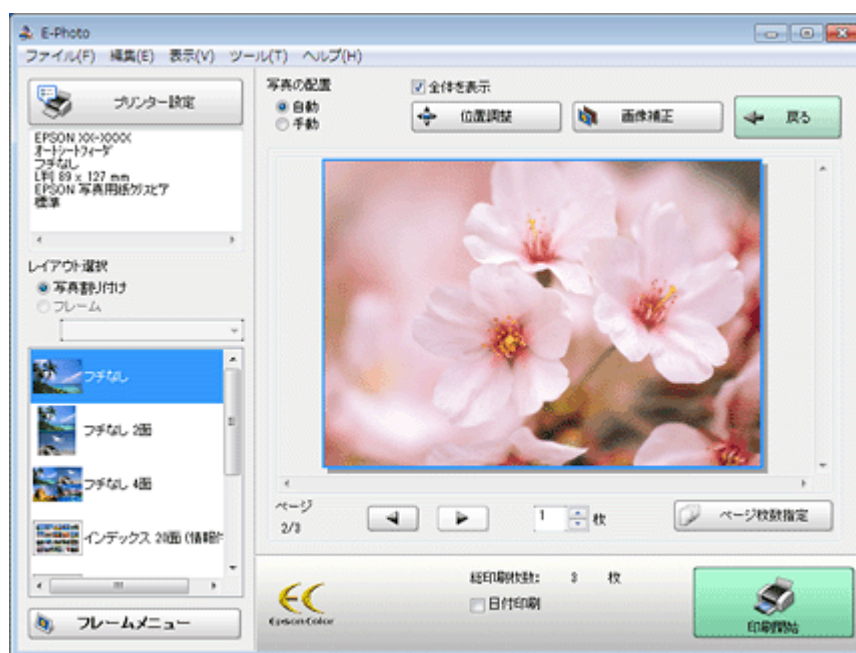 E-Photo
ファイル(F) 編集(E) 表示(V) ツール(T) ヘルプ(H)
プリンター設定
EPSON XX-XXXX
オートシートフィーダ
フチなし
L判 89 x 127 mm
EPSON 写真用紙クリスピア
標準
レイアウト選択
写真割り付け
フレーム
フチなし
フチなし 2面
フチなし 4面
インデックス 20面 (情報付
フレームメニュー
写真の配置
自動
手動
全体を表示
位置調整
画像補正
戻る
ページ
2/3
1 枚
ページ枚数指定
Epson Color
総印刷枚数: 3 枚
日付印刷
印刷開始